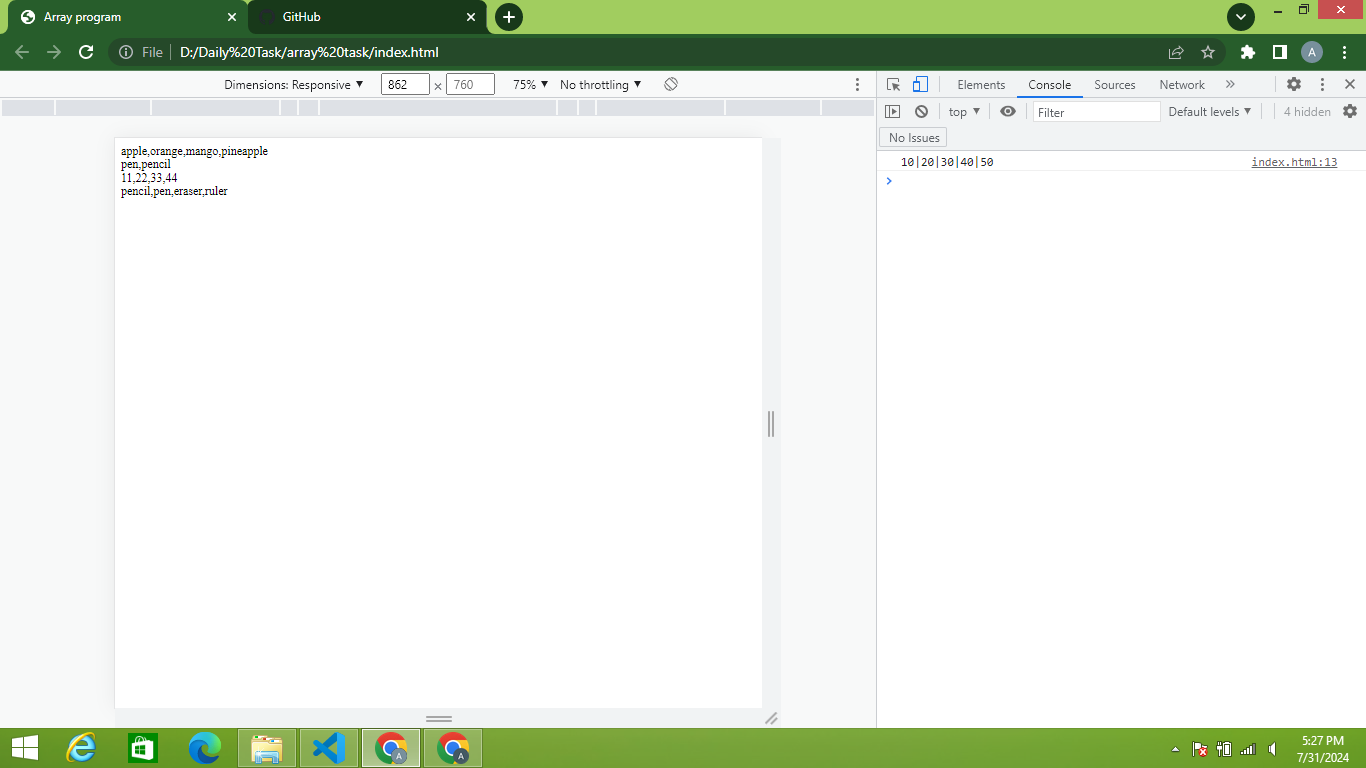 Array program
GitHub
File D:/Daily%20Task/array%20task/index.html A
Dimensions: Responsive 862 × 760 75% No throttling
Elements Console Sources Network
top Filter Default levels 4 hidden
No Issues
10|20|30|40|50 index.html:13
apple,orange,mango,pineapple
pen,pencil
11,22,33,44
pencil,pen,eraser,ruler
A A
5:27 PM
7/31/2024